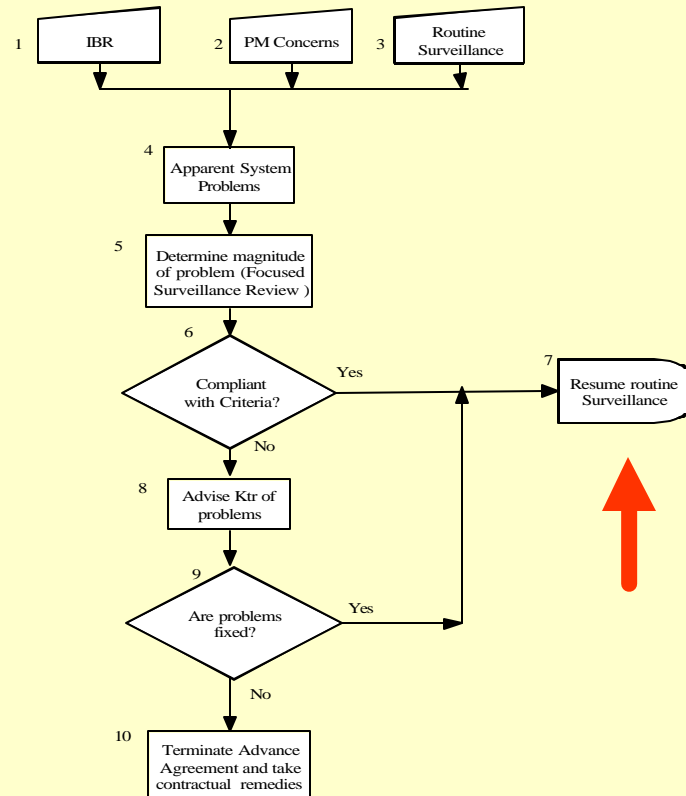 1
IBR
2
PM Concerns
3
Routine
Surveillance
4
Apparent System
Problems
5
Determine magnitude
of problem (Focused
Surveillance Review )
6
Compliant
with Criteria?
Yes
No
7
Resume routine
Surveillance
8
Advise Ktr of
problems
9
Are problems
fixed?
Yes
No
10
Terminate Advance
Agreement and take
contractual remedies